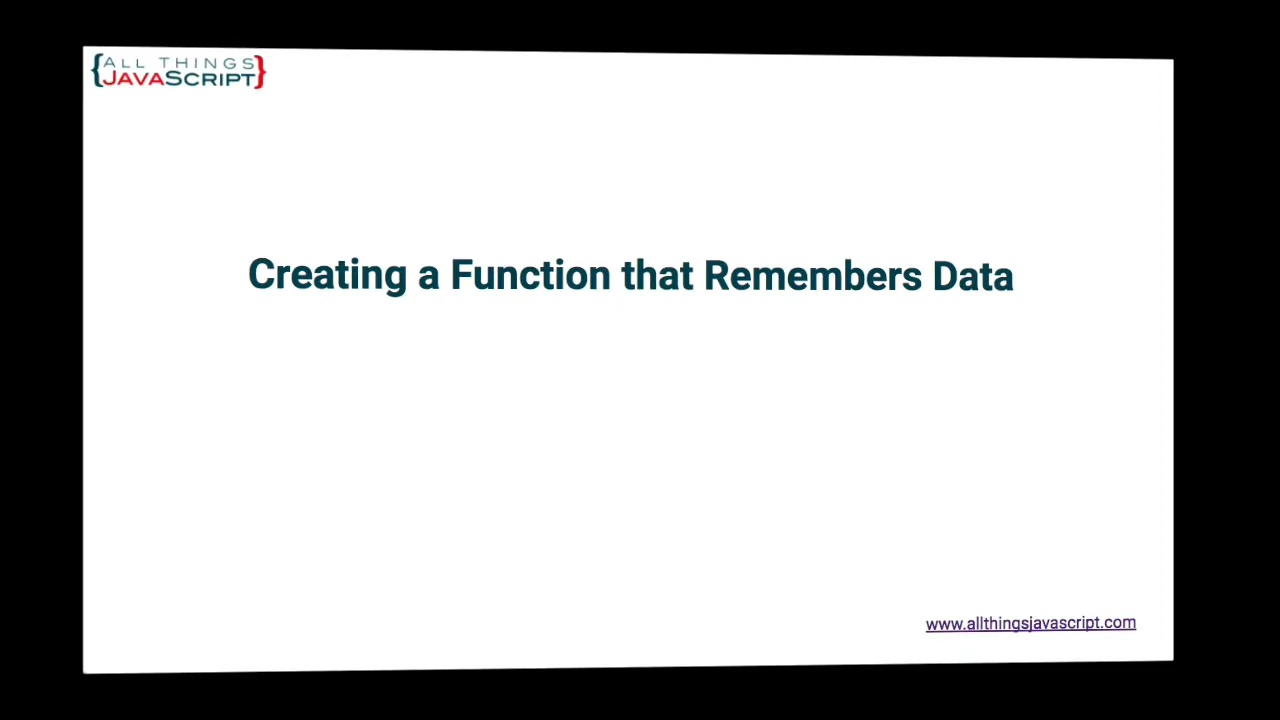 {ALL THINGS
JAVASCRIPT}
Creating a Function that Remembers Data
www.allthingsjavascript.com